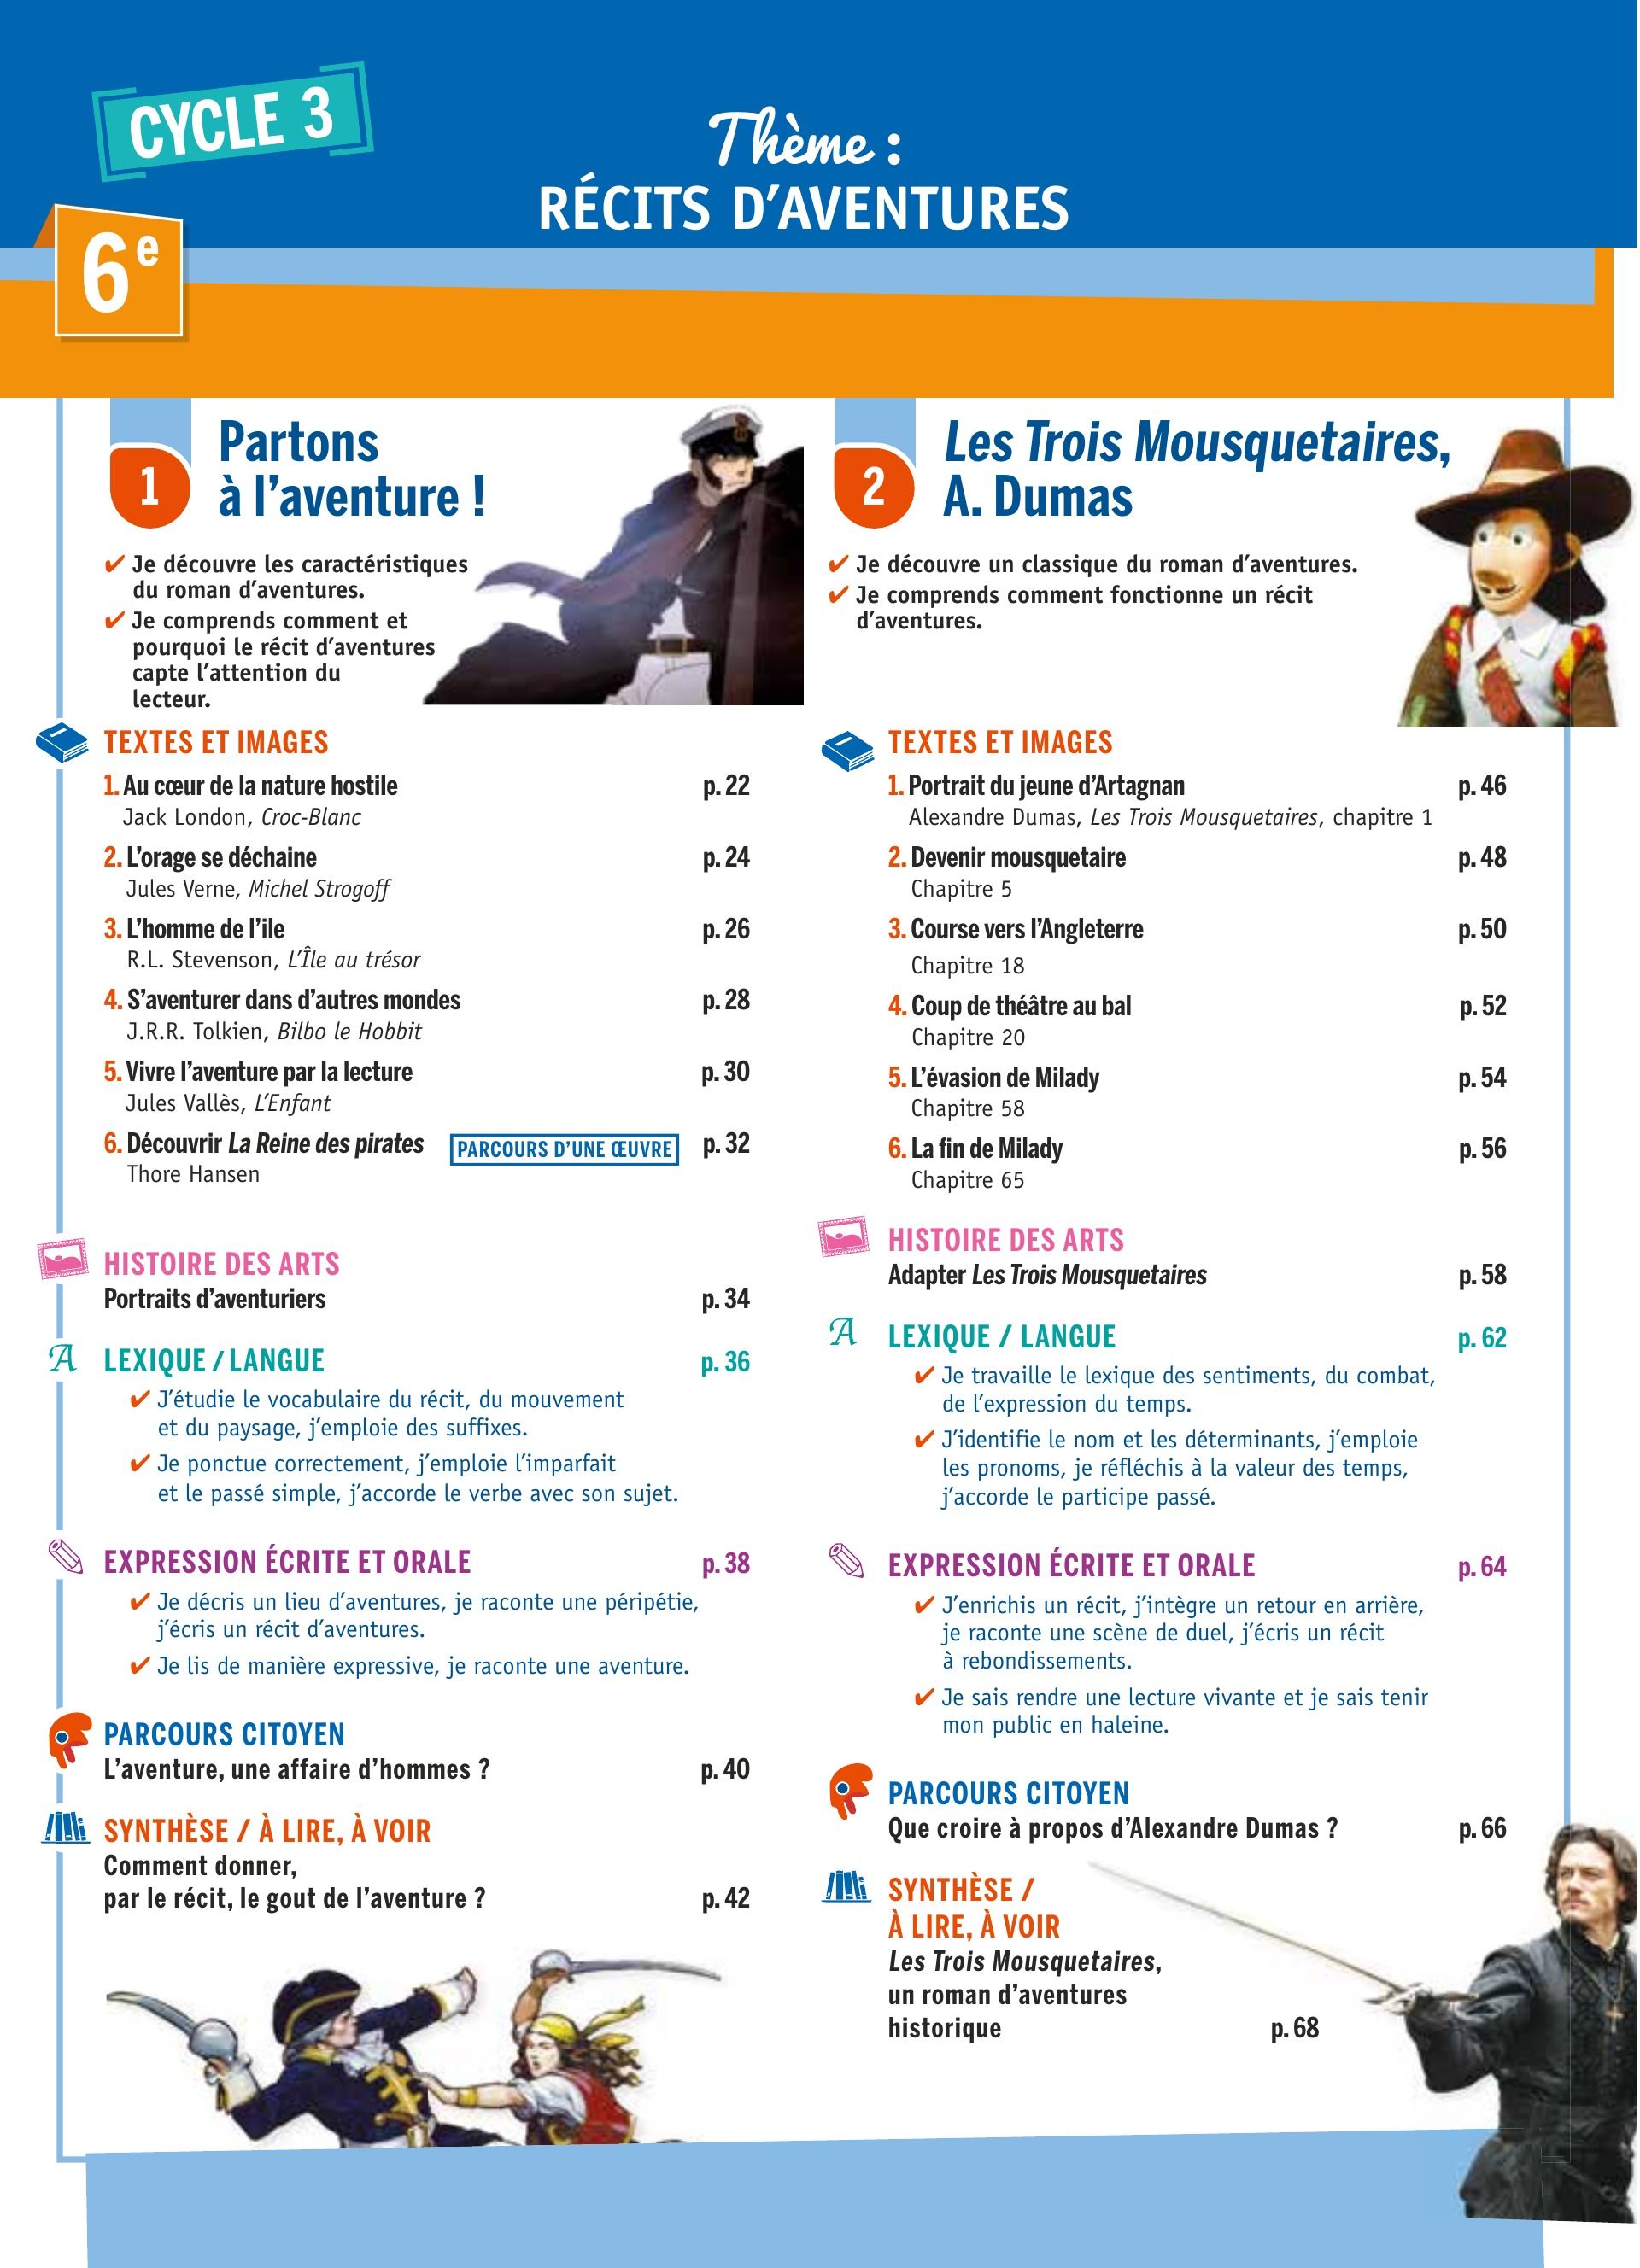 CYCLE 3
Thème :
RÉCITS D’AVENTURES
6e
1
Partons
à l’aventure !
✔ Je découvre les caractéristiques
du roman d’aventures.
✔ Je comprends comment et
pourquoi le récit d’aventures
capte l’attention du
lecteur.
TEXTES ET IMAGES
1. Au cœur de la nature hostile p. 22
Jack London, Croc-Blanc
2. L’orage se déchaine p. 24
Jules Verne, Michel Strogoff
3. L’homme de l’ile p. 26
R.L. Stevenson, L’Île au trésor
4. S’aventurer dans d’autres mondes p. 28
J.R.R. Tolkien, Bilbo le Hobbit
5. Vivre l’aventure par la lecture p. 30
Jules Vallès, L’Enfant
6. Découvrir La Reine des pirates PARCOURS D’UNE ŒUVRE p. 32
Thore Hansen
HISTOIRE DES ARTS
Portraits d’aventuriers p. 34
A LEXIQUE / LANGUE p. 36
✔ J’étudie le vocabulaire du récit, du mouvement
et du paysage, j’emploie des suffixes.
✔ Je ponctue correctement, j’emploie l’imparfait
et le passé simple, j’accorde le verbe avec son sujet.
EXPRESSION ÉCRITE ET ORALE p. 38
✔ Je décris un lieu d’aventures, je raconte une péripétie,
j’écris un récit d’aventures.
✔ Je lis de manière expressive, je raconte une aventure.
PARCOURS CITOYEN
L’aventure, une affaire d’hommes ? p. 40
SYNTHÈSE / À LIRE, À VOIR
Comment donner,
par le récit, le gout de l’aventure ? p. 42
2
Les Trois Mousquetaires,
A. Dumas
✔ Je découvre un classique du roman d’aventures.
✔ Je comprends comment fonctionne un récit
d’aventures.
TEXTES ET IMAGES
1. Portrait du jeune d’Artagnan p. 46
Alexandre Dumas, Les Trois Mousquetaires, chapitre 1
2. Devenir mousquetaire p. 48
Chapitre 5
3. Course vers l’Angleterre p. 50
Chapitre 18
4. Coup de théâtre au bal p. 52
Chapitre 20
5. L’évasion de Milady p. 54
Chapitre 58
6. La fin de Milady p. 56
Chapitre 65
HISTOIRE DES ARTS
Adapter Les Trois Mousquetaires p. 58
A LEXIQUE / LANGUE p. 62
✔ Je travaille le lexique des sentiments, du combat,
de l’expression du temps.
✔ J’identifie le nom et les déterminants, j’emploie
les pronoms, je réfléchis à la valeur des temps,
j’accorde le participe passé.
EXPRESSION ÉCRITE ET ORALE p. 64
✔ J’enrichis un récit, j’intègre un retour en arrière,
je raconte une scène de duel, j’écris un récit
à rebondissements.
✔ Je sais rendre une lecture vivante et je sais tenir
mon public en haleine.
PARCOURS CITOYEN
Que croire à propos d’Alexandre Dumas ? p. 66
SYNTHÈSE /
À LIRE, À VOIR
Les Trois Mousquetaires,
un roman d’aventures
historique p. 68